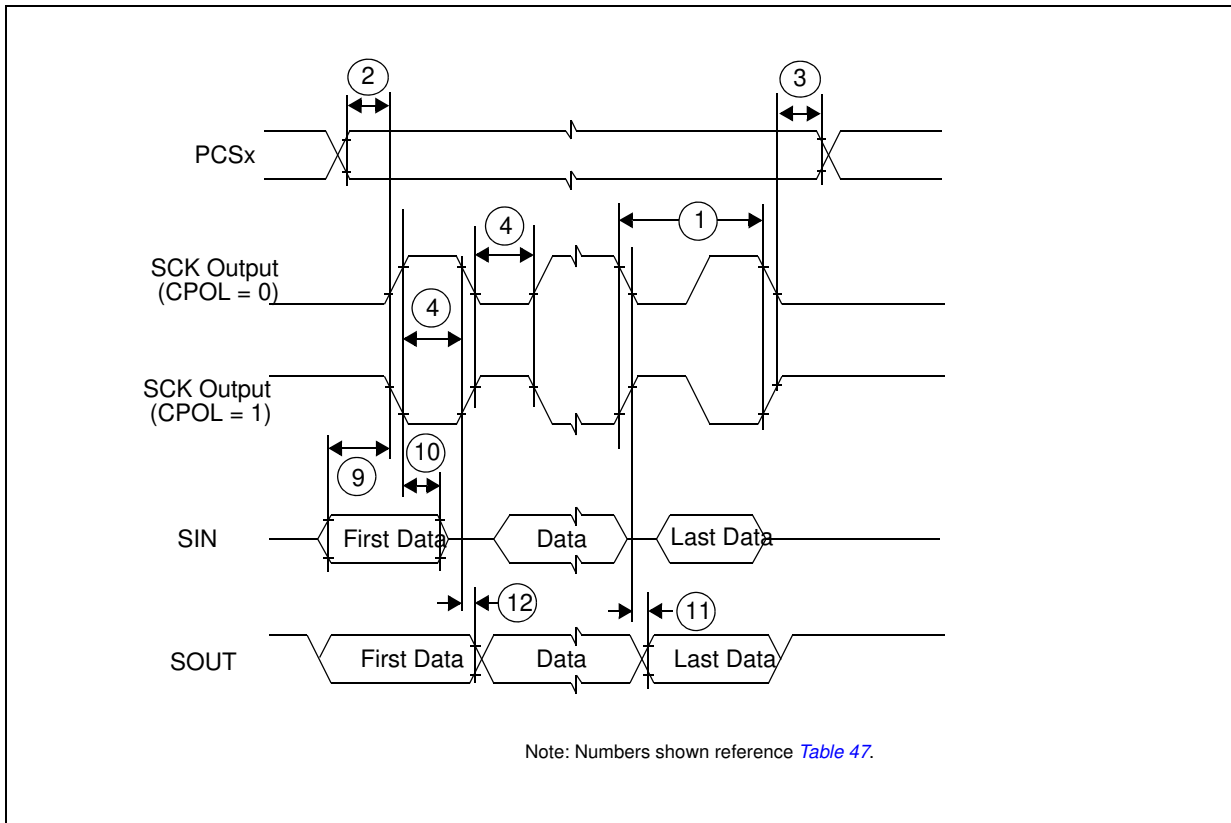 2
3
PCSx
4
1
SCK Output
(CPOL = 0)
4
SCK Output
(CPOL = 1)
9
10
SIN
First Data
Data
Last Data
12
11
SOUT
First Data
Data
Last Data
Note: Numbers shown reference Table 47.